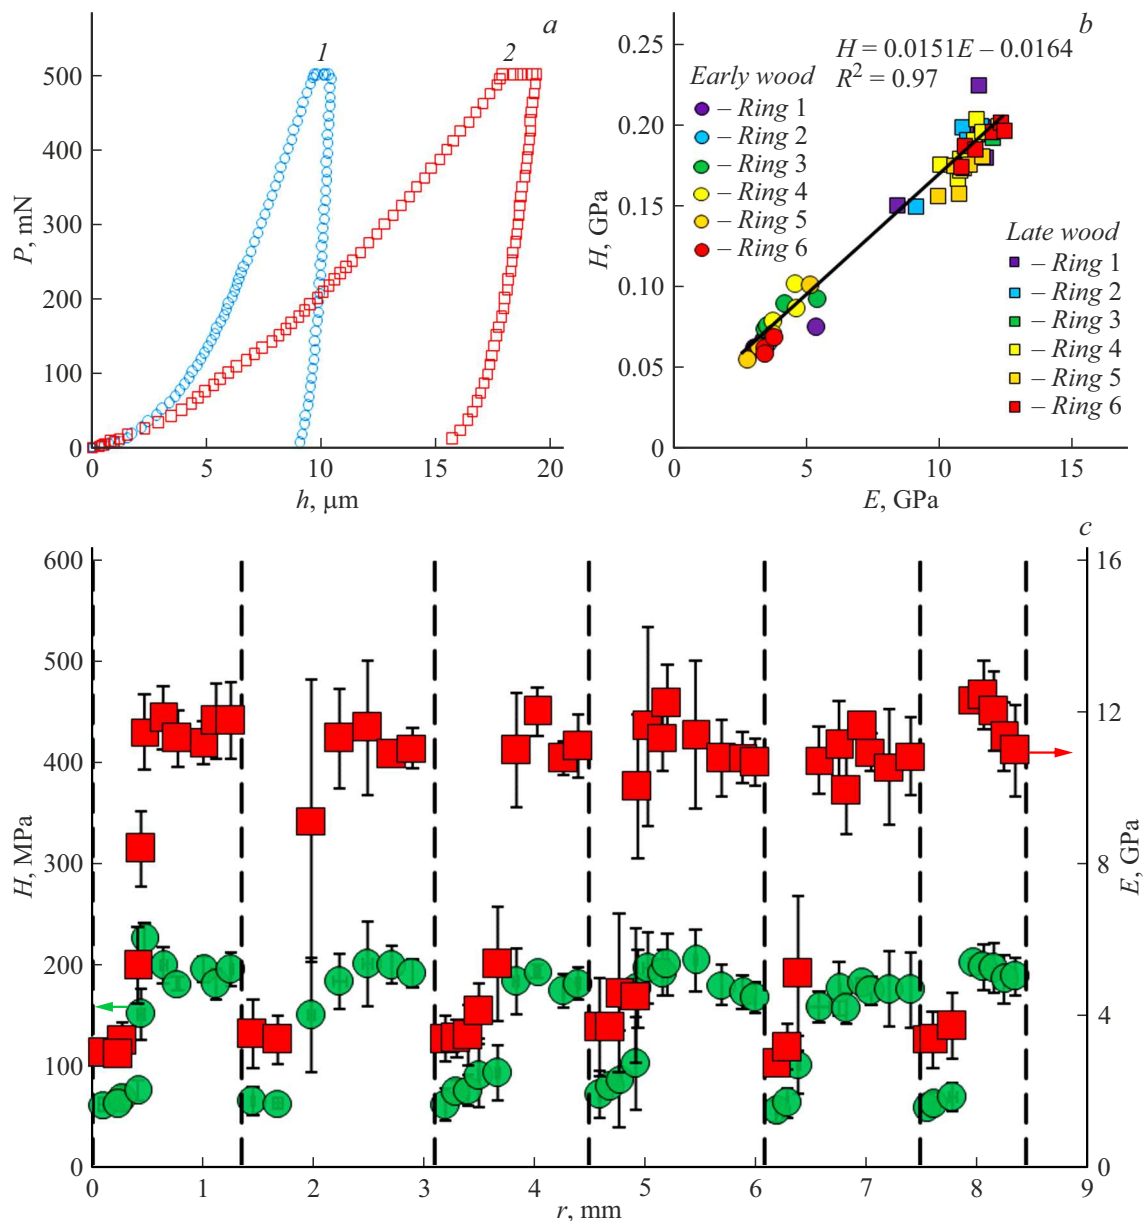 a
1
2
500
400
300
200
100
0
P, mN
0
5
10
15
20
h, μm
b
H = 0.0151E – 0.0164
R² = 0.97
Early wood
– Ring 1
– Ring 2
– Ring 3
– Ring 4
– Ring 5
– Ring 6
Late wood
– Ring 1
– Ring 2
– Ring 3
– Ring 4
– Ring 5
– Ring 6
0.25
0.20
0.15
0.10
0.05
0
H, GPa
0
5
10
15
E, GPa
c
600
500
400
300
200
100
0
H, MPa
16
12
8
4
0
E, GPa
0
1
2
3
4
5
6
7
8
9
r, mm